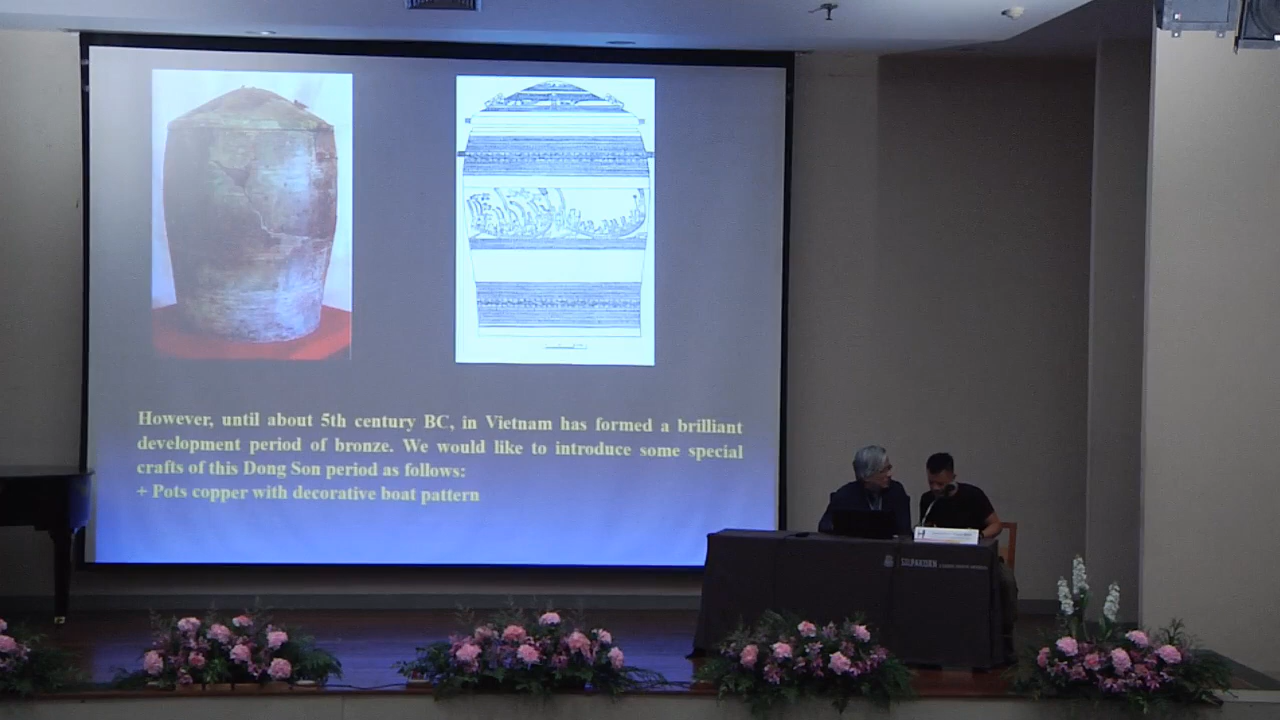 However, until about 5th century BC, in Vietnam has formed a brilliant
development period of bronze. We would like to introduce some special
crafts of this Dong Son period as follows:
+ Pots copper with decorative boat pattern
SILPAKORN